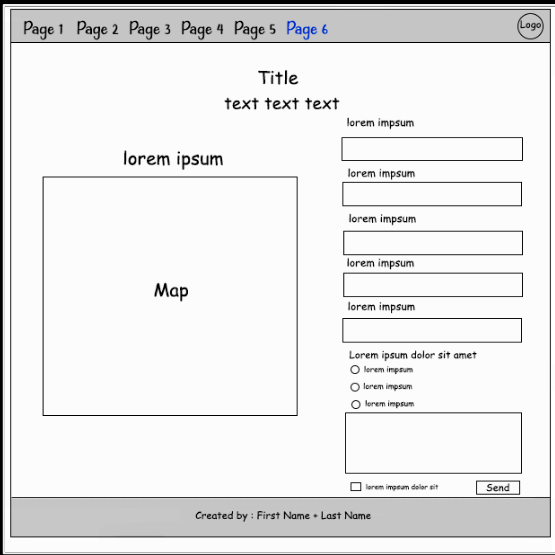 Page 1 Page 2 Page 3 Page 4 Page 5 Page 6 Logo
Title
text text text
lorem ipsum
Map
lorem impsum
lorem impsum
lorem impsum
lorem impsum
lorem impsum
Lorem ipsum dolor sit amet
lorem impsum
lorem impsum
lorem impsum
lorem impsum dolor sit
Send
Created by : First Name + Last Name